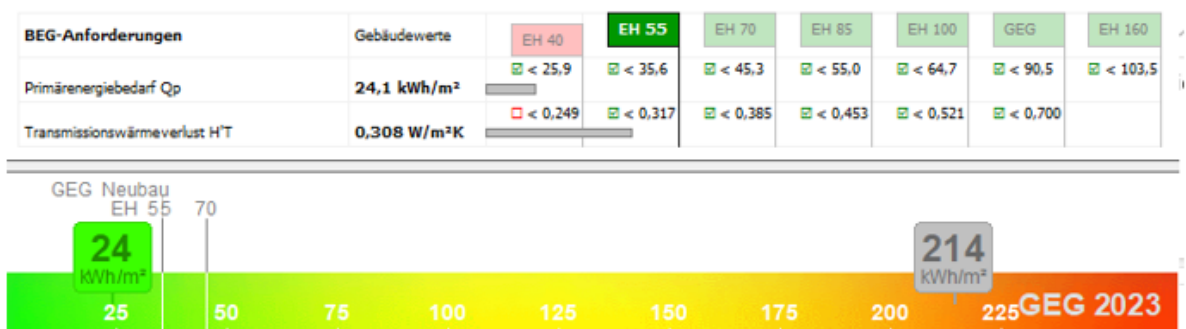 BEG-Anforderungen Gebäudewerte EH 40 EH 55 EH 70 EH 85 EH 100 GEG EH 160
Primärenergiebedarf Qp 24,1 kWh/m² < 25,9 < 35,6 < 45,3 < 55,0 < 64,7 < 90,5 < 103,5
Transmissionswärmeverlust H'T 0,308 W/m²K < 0,249 < 0,317 < 0,385 < 0,453 < 0,521 < 0,700
GEG Neubau
EH 55 70
24 214
kWh/m² kWh/m²
25 50 75 100 125 150 175 200 225 GEG 2023